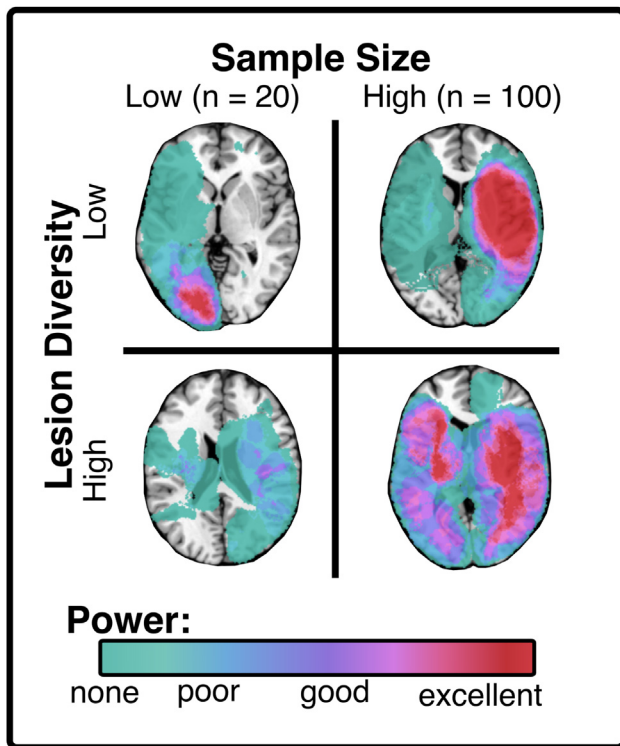 Sample Size
Low (n = 20)
High (n = 100)
Lesion Diversity
Low
High
Power:
none
poor
good
excellent